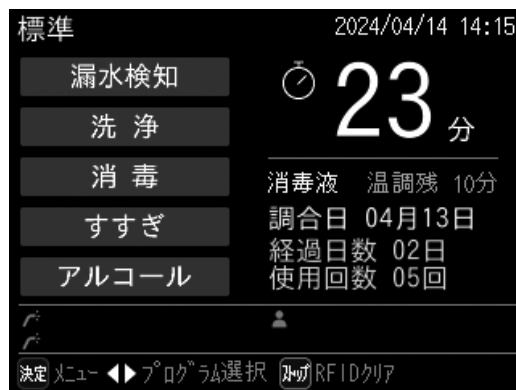 標準 2024/04/14 14:15
漏水検知
洗 浄
消 毒
すすぎ
アルコール
23分
消毒液 温調残 10分
調合日 04月13日
経過日数 02日
使用回数 05回
決定 メニュー ◀▶プログラム選択 ストップ RFIDクリア